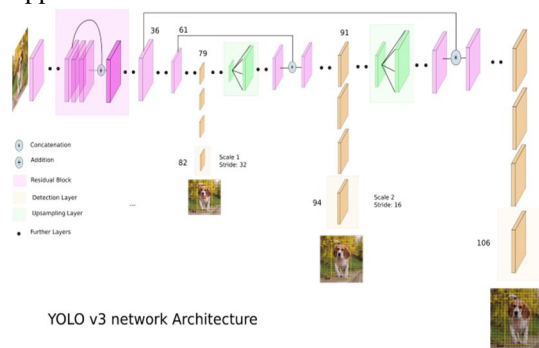 36
61
79
91
Concatenation
Addition
Residual Block
Detection Layer
Upsampling Layer
Further Layers
...
82
Scale 1
Stride: 32
94
Scale 2
Stride: 16
106
YOLO v3 network Architecture